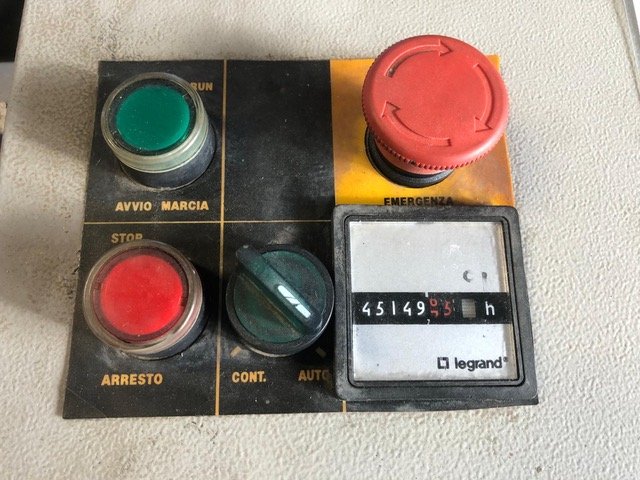 RUN
AVVIO MARCIA
EMERGENZA
STOP
ARRESTO
CONT.
AUTO
45149 h
legrand®